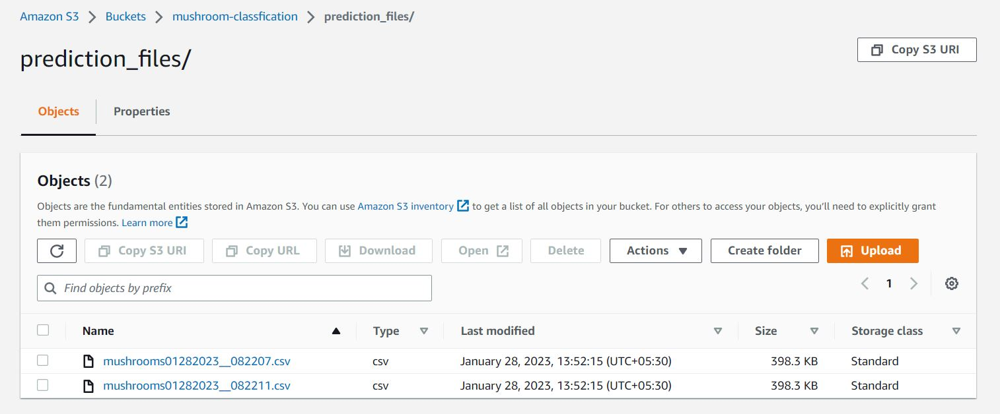 Amazon S3 > Buckets > mushroom-classfication > prediction_files/
prediction_files/
Copy S3 URI
Objects
Properties
Objects (2)
Objects are the fundamental entities stored in Amazon S3. You can use Amazon S3 inventory to get a list of all objects in your bucket. For others to access your objects, you'll need to explicitly grant
them permissions. Learn more
Copy S3 URI Copy URL Download Open Delete Actions Create folder Upload
Find objects by prefix
1
Name Type Last modified Size Storage class
mushrooms01282023__082207.csv csv January 28, 2023, 13:52:15 (UTC+05:30) 398.3 KB Standard
mushrooms01282023__082211.csv csv January 28, 2023, 13:52:15 (UTC+05:30) 398.3 KB Standard